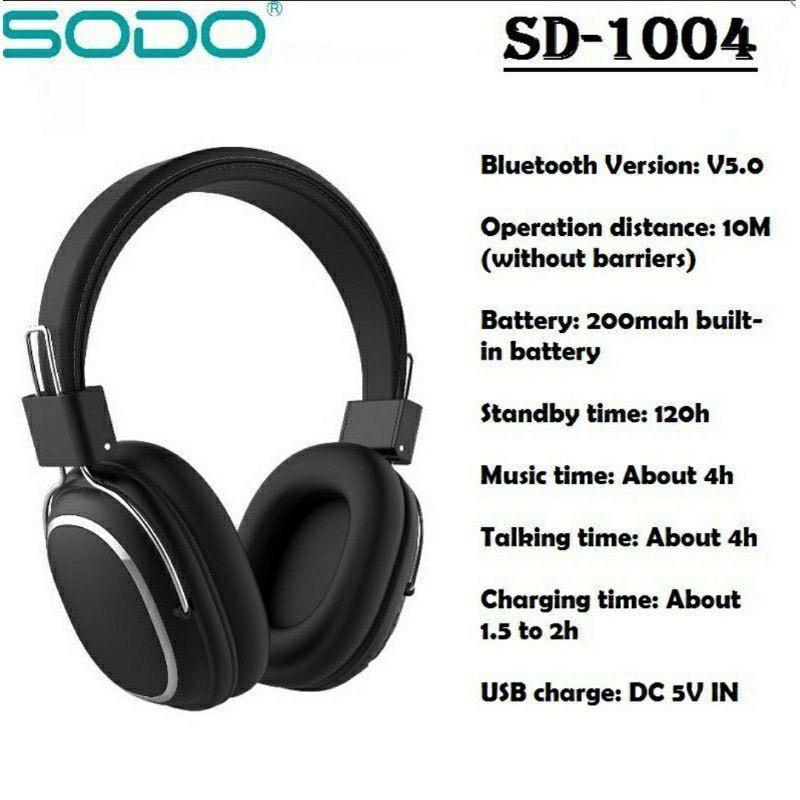 SODO®
SD-1004
Bluetooth Version: V5.0
Operation distance: 10M
(without barriers)
Battery: 200mah built-
in battery
Standby time: 120h
Music time: About 4h
Talking time: About 4h
Charging time: About
1.5 to 2h
USB charge: DC 5V IN